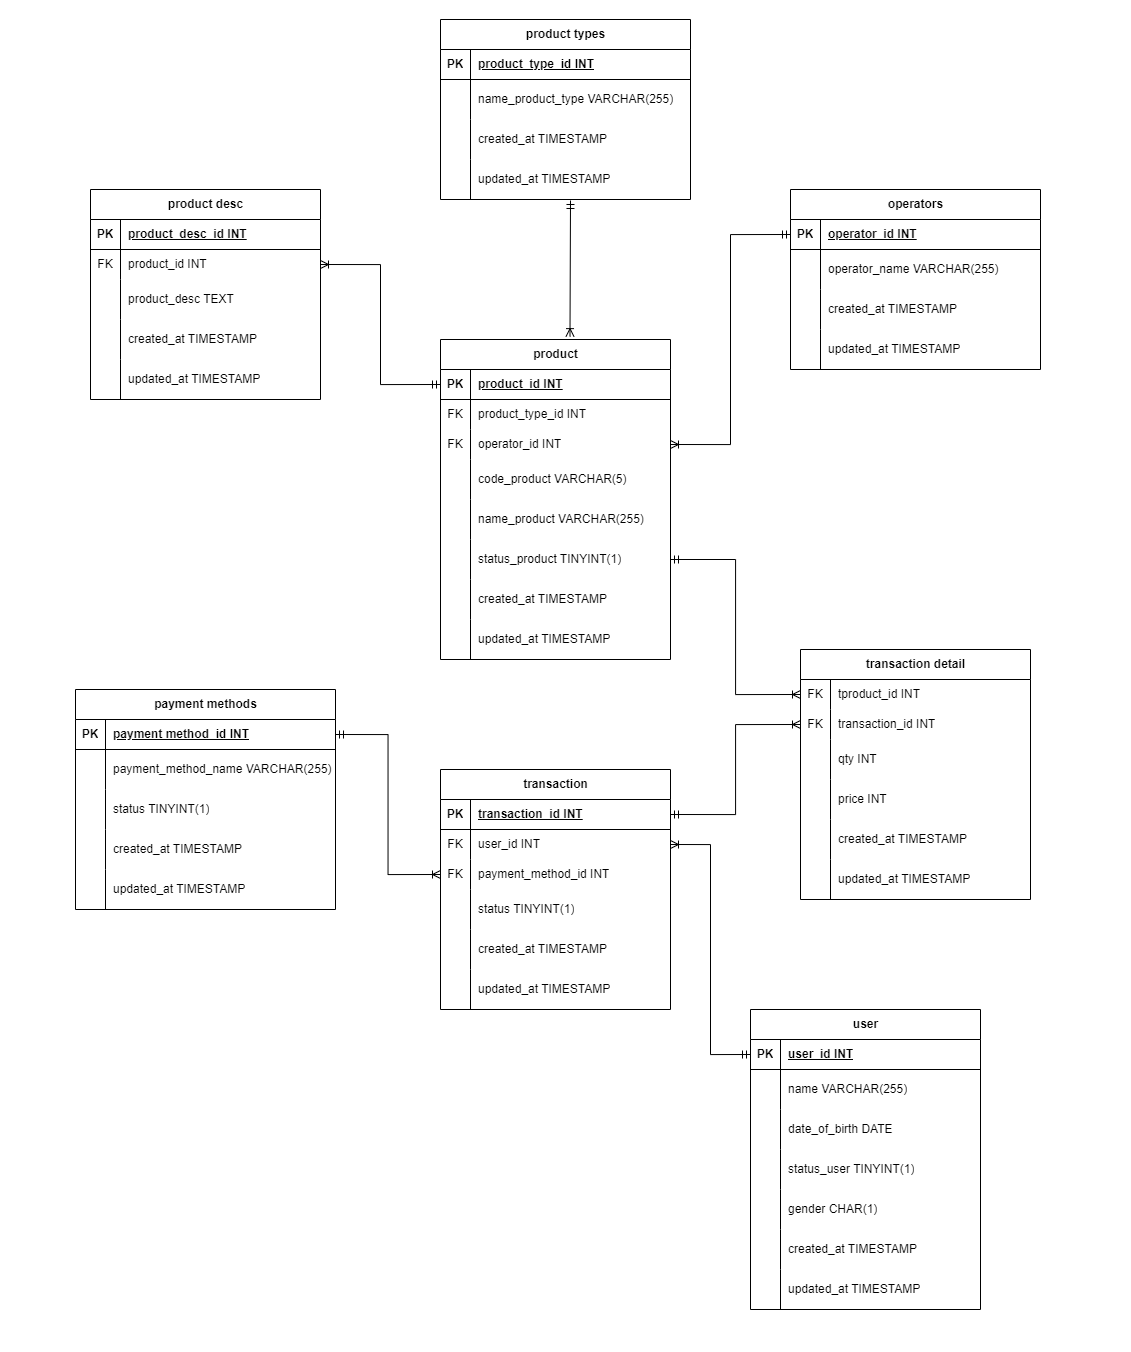 product types
PK product_type_id INT
name_product_type VARCHAR(255)
created_at TIMESTAMP
updated_at TIMESTAMP
product desc
PK product_desc_id INT
FK product_id INT
product_desc TEXT
created_at TIMESTAMP
updated_at TIMESTAMP
operators
PK operator_id INT
operator_name VARCHAR(255)
created_at TIMESTAMP
updated_at TIMESTAMP
product
PK product_id INT
FK product_type_id INT
FK operator_id INT
code_product VARCHAR(5)
name_product VARCHAR(255)
status_product TINYINT(1)
created_at TIMESTAMP
updated_at TIMESTAMP
transaction detail
FK tproduct_id INT
FK transaction_id INT
qty INT
price INT
created_at TIMESTAMP
updated_at TIMESTAMP
payment methods
PK payment method_id INT
payment_method_name VARCHAR(255)
status TINYINT(1)
created_at TIMESTAMP
updated_at TIMESTAMP
transaction
PK transaction_id INT
FK user_id INT
FK payment_method_id INT
status TINYINT(1)
created_at TIMESTAMP
updated_at TIMESTAMP
user
PK user_id INT
name VARCHAR(255)
date_of_birth DATE
status_user TINYINT(1)
gender CHAR(1)
created_at TIMESTAMP
updated_at TIMESTAMP